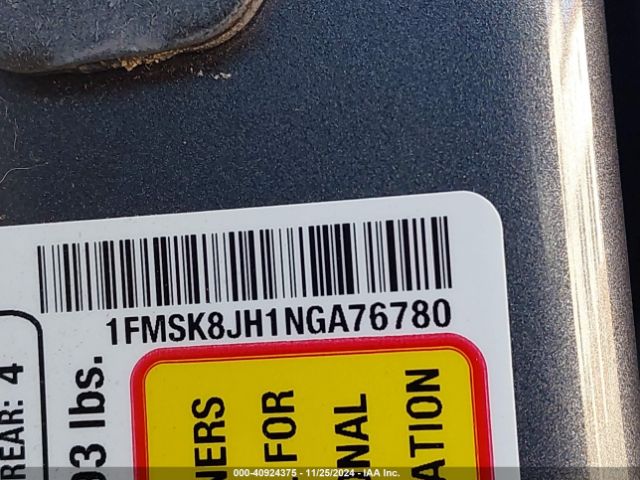 1FMSK8JH1NGA76780
REAR: 4
93 lbs.
NERS
FOR
NAL
ATION
000-40924375 - 11/25/2024 - IAA Inc.